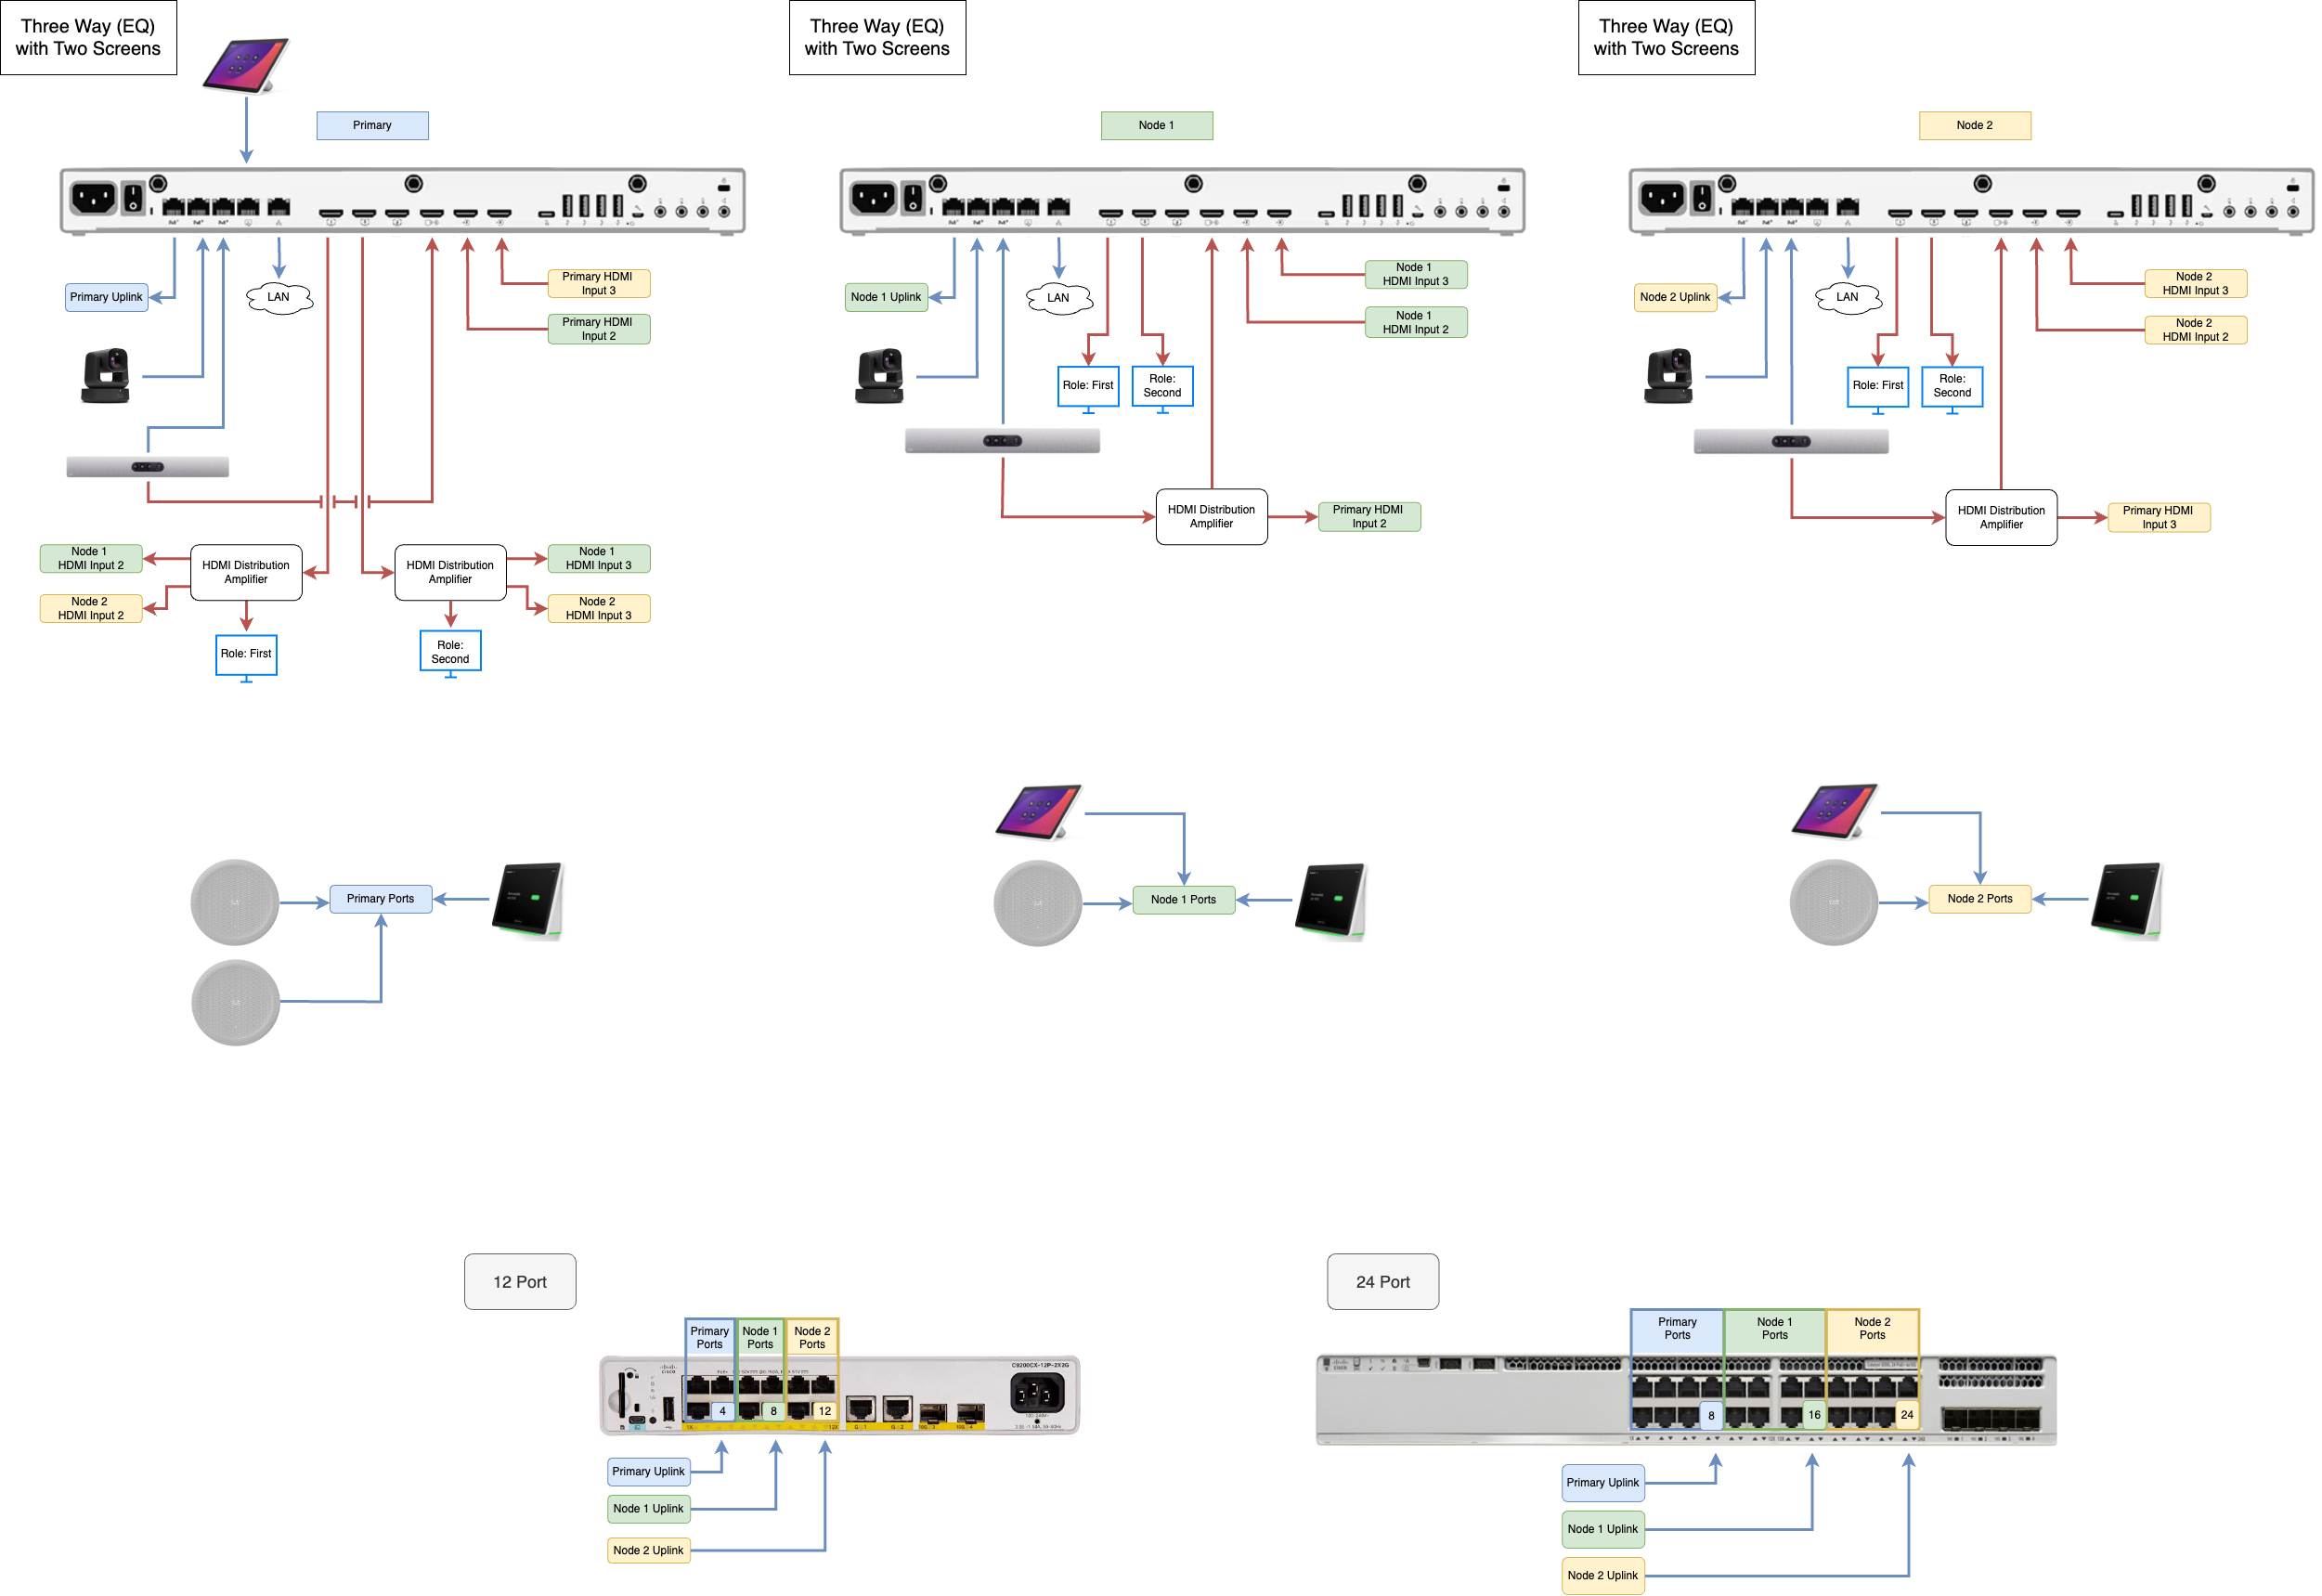 Three Way (EQ)
with Two Screens
Three Way (EQ)
with Two Screens
Three Way (EQ)
with Two Screens
Primary
Node 1
Node 2
Primary Uplink
LAN
Primary HDMI
Input 3
Primary HDMI
Input 2
Node 1 Uplink
LAN
Node 1
HDMI Input 3
Node 1
HDMI Input 2
Node 2 Uplink
LAN
Node 2
HDMI Input 3
Node 2
HDMI Input 2
Role: First
Role:
Second
Role: First
Role:
Second
HDMI Distribution
Amplifier
Primary HDMI
Input 2
HDMI Distribution
Amplifier
Primary HDMI
Input 3
Node 1
HDMI Input 2
HDMI Distribution
Amplifier
HDMI Distribution
Amplifier
Node 1
HDMI Input 3
Node 2
HDMI Input 2
Node 2
HDMI Input 3
Role: First
Role:
Second
Primary Ports
Node 1 Ports
Node 2 Ports
12 Port
24 Port
Primary
Ports
Node 1
Ports
Node 2
Ports
C9200CX-12P-2X2G
4
8
12
Primary Uplink
Node 1 Uplink
Node 2 Uplink
Primary
Ports
Node 1
Ports
Node 2
Ports
8
16
24
Primary Uplink
Node 1 Uplink
Node 2 Uplink